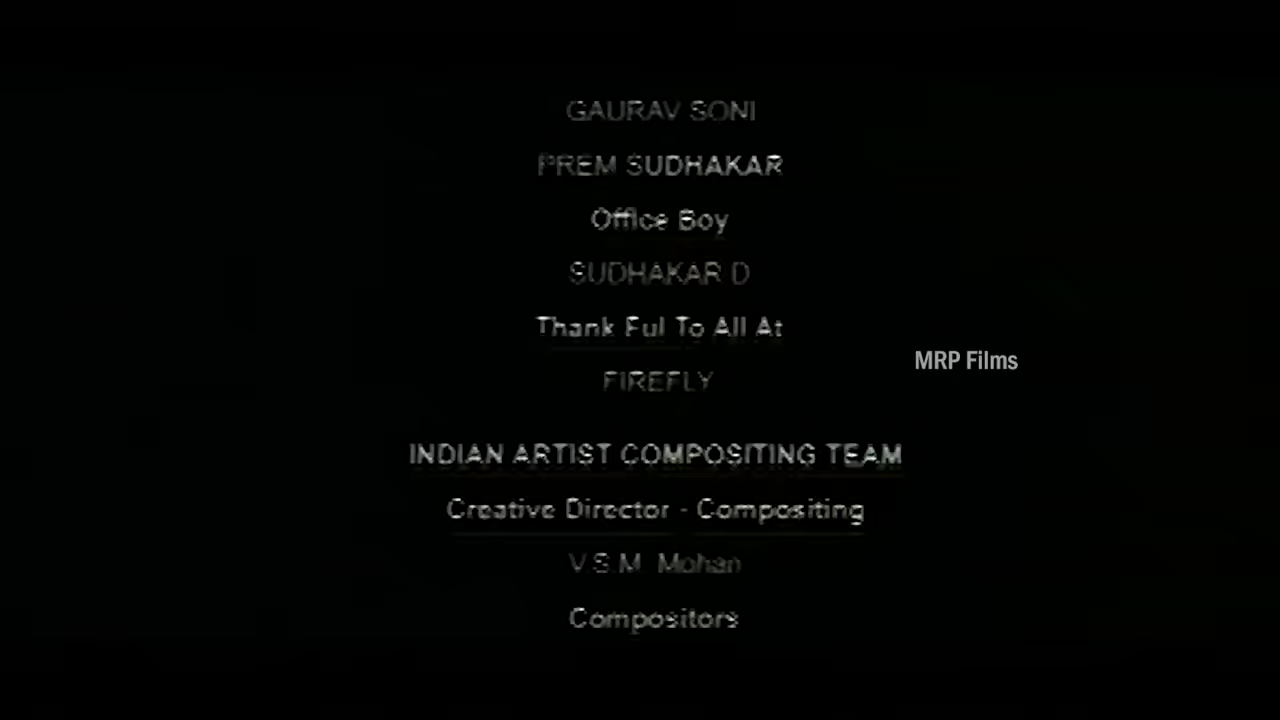 GAURAV SONI
PREM SUDHAKAR
Office Boy
SUDHAKAR D
Thank Ful To All At
MRP Films
FIREFLY
INDIAN ARTIST COMPOSITING TEAM
Creative Director - Compositing
V.S.M. Mohan
Compositors